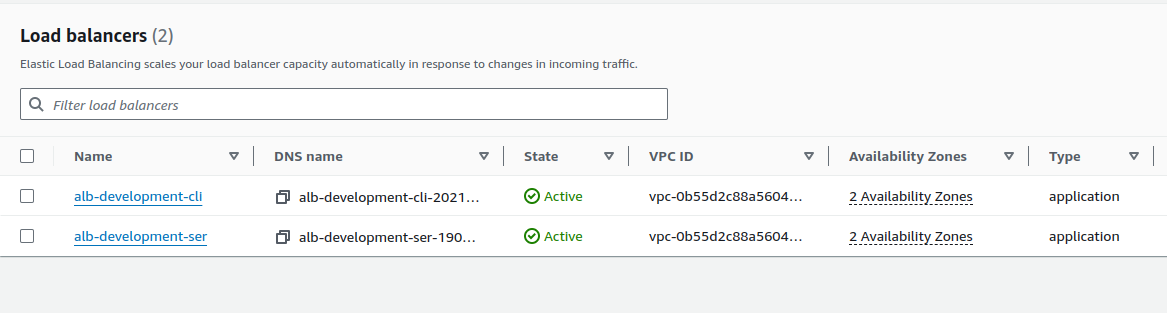 Load balancers (2)
Elastic Load Balancing scales your load balancer capacity automatically in response to changes in incoming traffic.
Filter load balancers
Name DNS name State VPC ID Availability Zones Type
alb-development-cli alb-development-cli-2021... Active vpc-0b55d2c88a5604... 2 Availability Zones application
alb-development-ser alb-development-ser-190... Active vpc-0b55d2c88a5604... 2 Availability Zones application